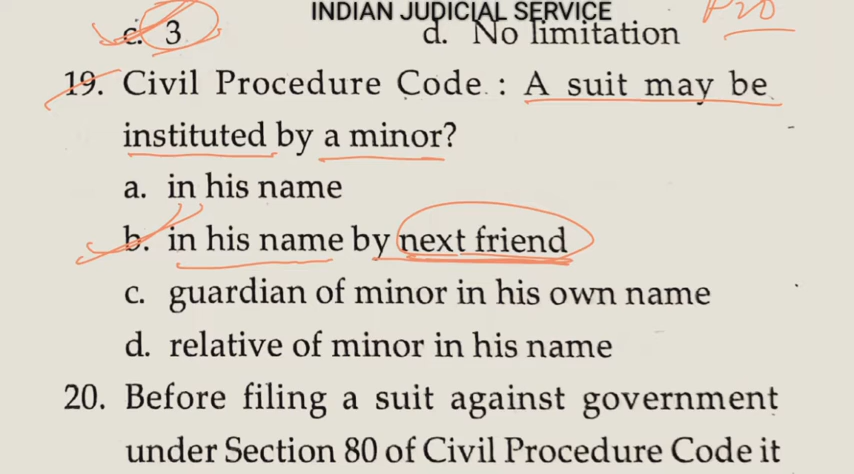 INDIAN JUDICIAL SERVICE
P20
c. 3 d. No limitation
19. Civil Procedure Code : A suit may be
instituted by a minor?
a. in his name
b. in his name by next friend
c. guardian of minor in his own name
d. relative of minor in his name
20. Before filing a suit against government
under Section 80 of Civil Procedure Code it